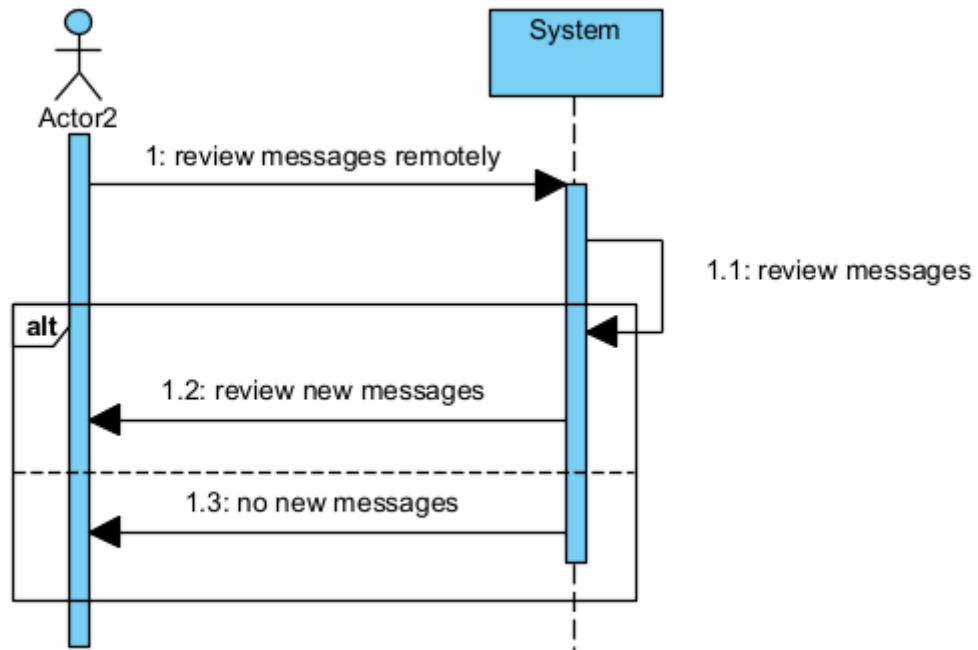 System
Actor2
1: review messages remotely
1.1: review messages
alt
1.2: review new messages
1.3: no new messages